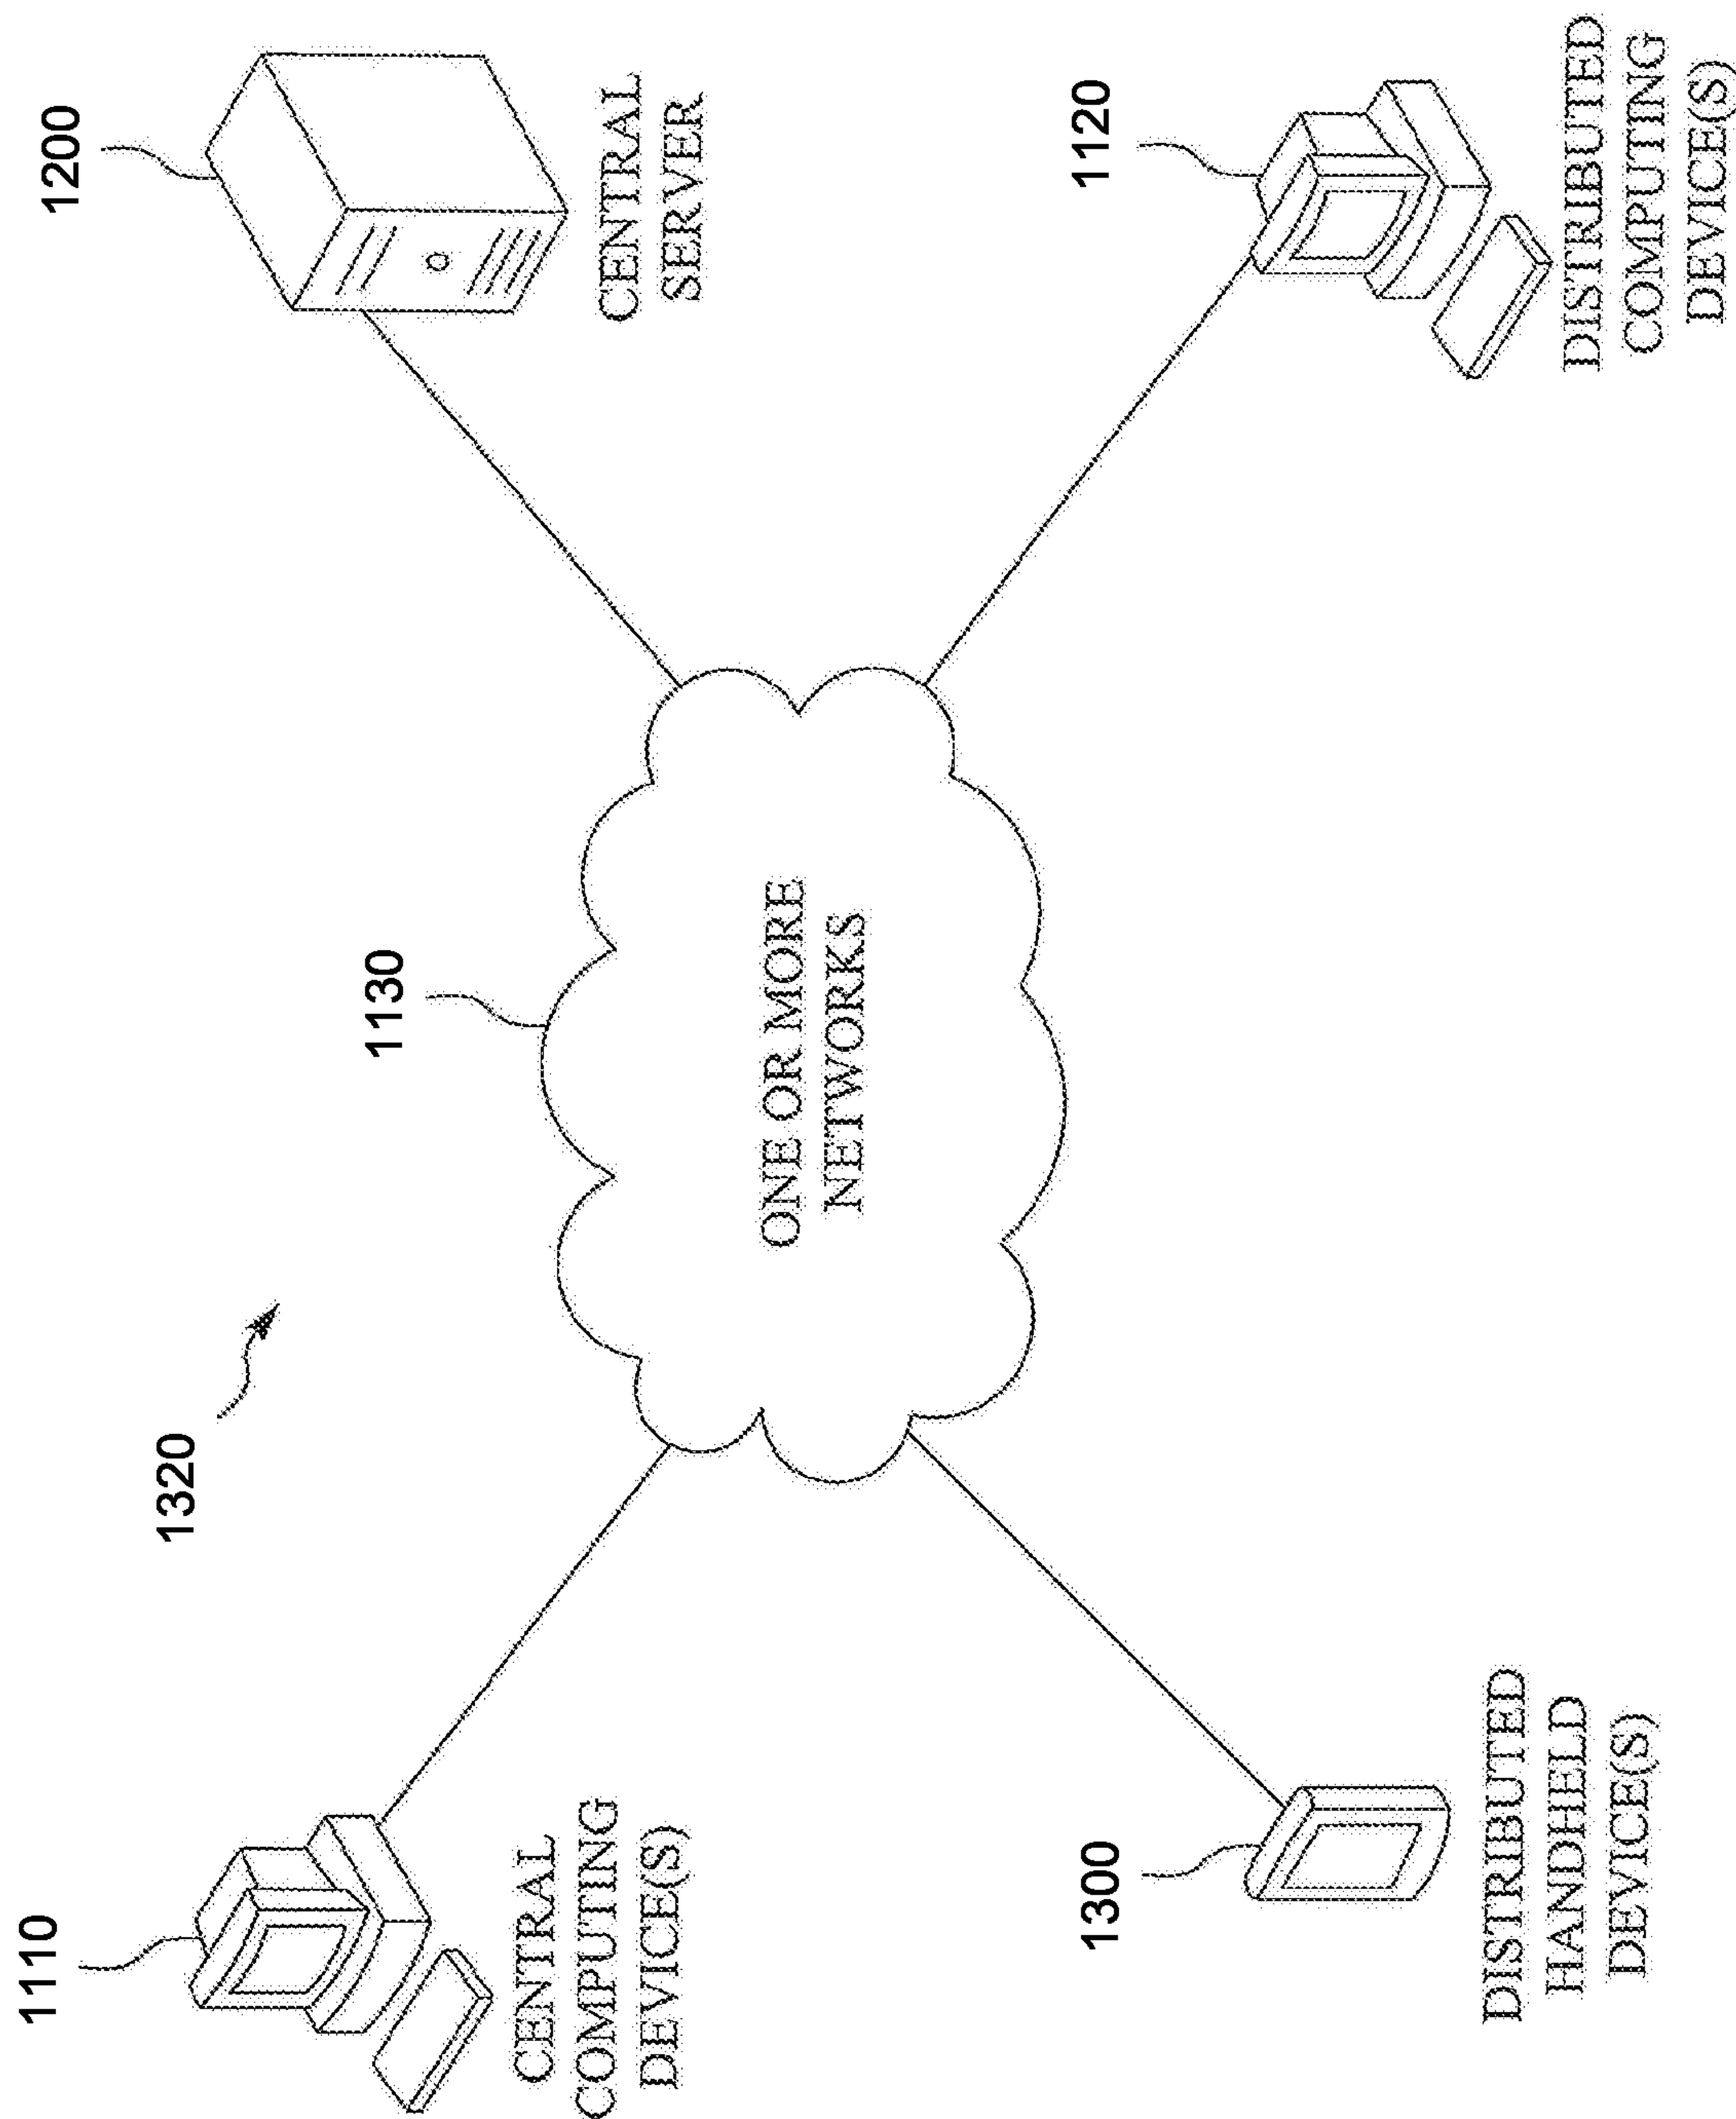 1110
CENTRAL
COMPUTING
DEVICE(S)
1320
1130
1200
CENTRAL
SERVER
ONE OR MORE
NETWORKS
1300
DISTRIBUTED
HANDHELD
DEVICE(S)
1120
DISTRIBUTED
COMPUTING
DEVICE(S)